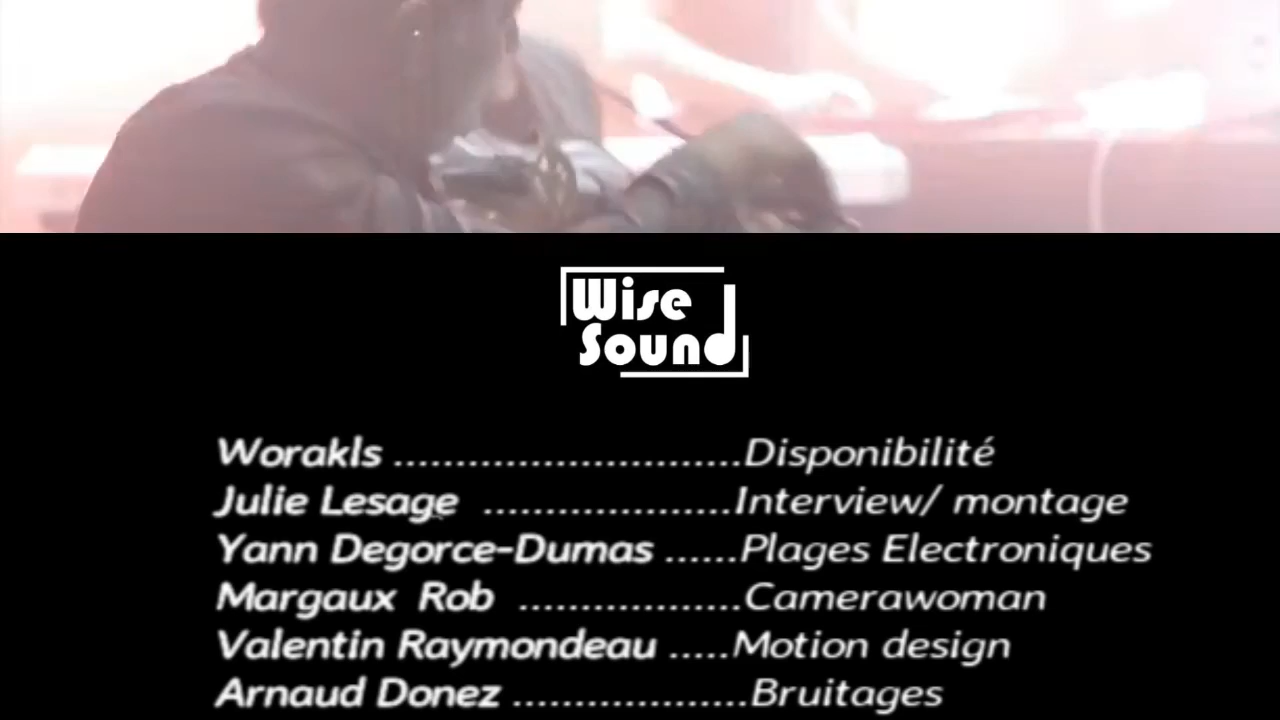 Wise
Sound
Worakls ............................Disponibilité
Julie Lesage ....................Interview/ montage
Yann Degorce-Dumas ......Plages Electroniques
Margaux Rob ..................Camerawoman
Valentin Raymondeau .....Motion design
Arnaud Donez ...................Bruitages